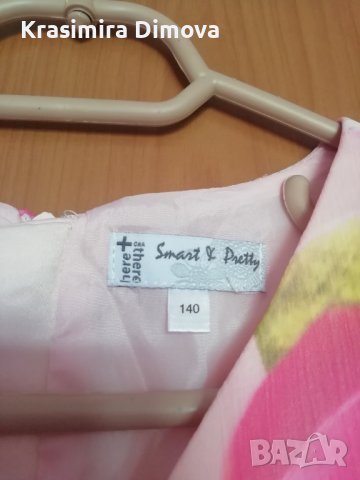 Krasimira Dimova
here+there
Smart & Pretty
140
BAZAR